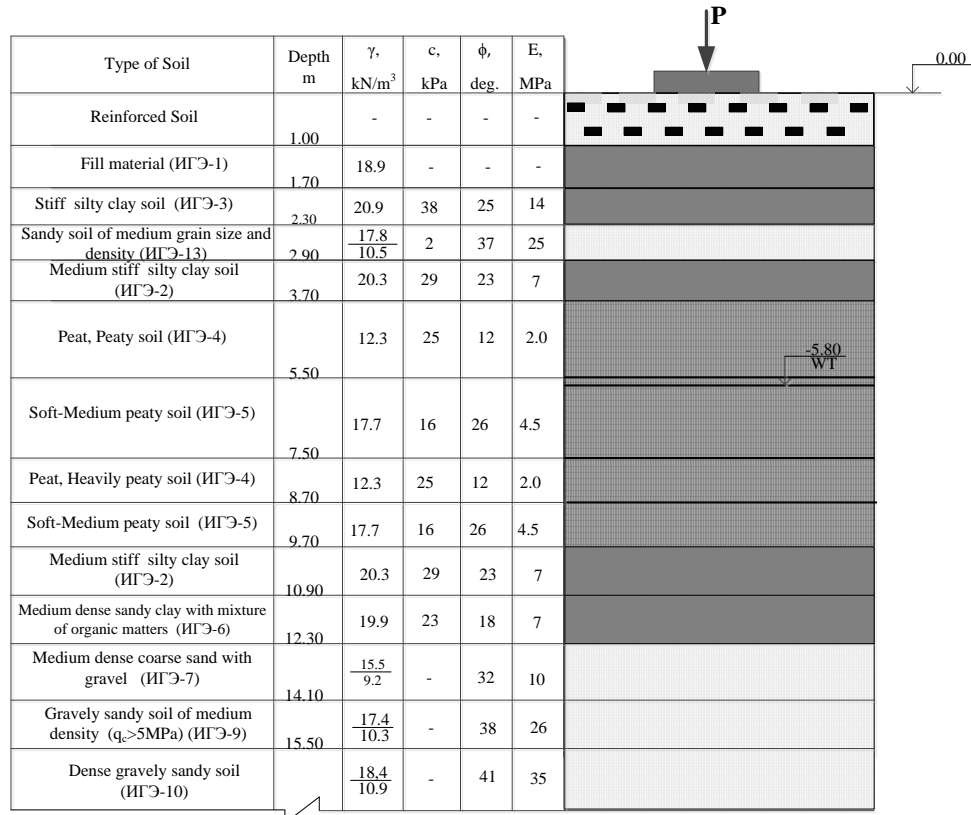 P
0.00
Type of Soil
Depth
m
γ,
kN/m³
c,
kPa
ϕ,
deg.
E,
MPa
Reinforced Soil
1.00
-
-
-
-
Fill material (ИГЭ-1)
1.70
18.9
-
-
-
Stiff silty clay soil (ИГЭ-3)
2.30
20.9
38
25
14
Sandy soil of medium grain size and
density (ИГЭ-13)
2.90
17.8
10.5
2
37
25
Medium stiff silty clay soil
(ИГЭ-2)
3.70
20.3
29
23
7
Peat, Peaty soil (ИГЭ-4)
5.50
12.3
25
12
2.0
-5.80
WT
Soft-Medium peaty soil (ИГЭ-5)
7.50
17.7
16
26
4.5
Peat, Heavily peaty soil (ИГЭ-4)
8.70
12.3
25
12
2.0
Soft-Medium peaty soil (ИГЭ-5)
9.70
17.7
16
26
4.5
Medium stiff silty clay soil
(ИГЭ-2)
10.90
20.3
29
23
7
Medium dense sandy clay with mixture
of organic matters (ИГЭ-6)
12.30
19.9
23
18
7
Medium dense coarse sand with
gravel (ИГЭ-7)
14.10
15.5
9.2
-
32
10
Gravely sandy soil of medium
density (qc>5MPa) (ИГЭ-9)
15.50
17.4
10.3
-
38
26
Dense gravely sandy soil
(ИГЭ-10)
18,4
10.9
-
41
35